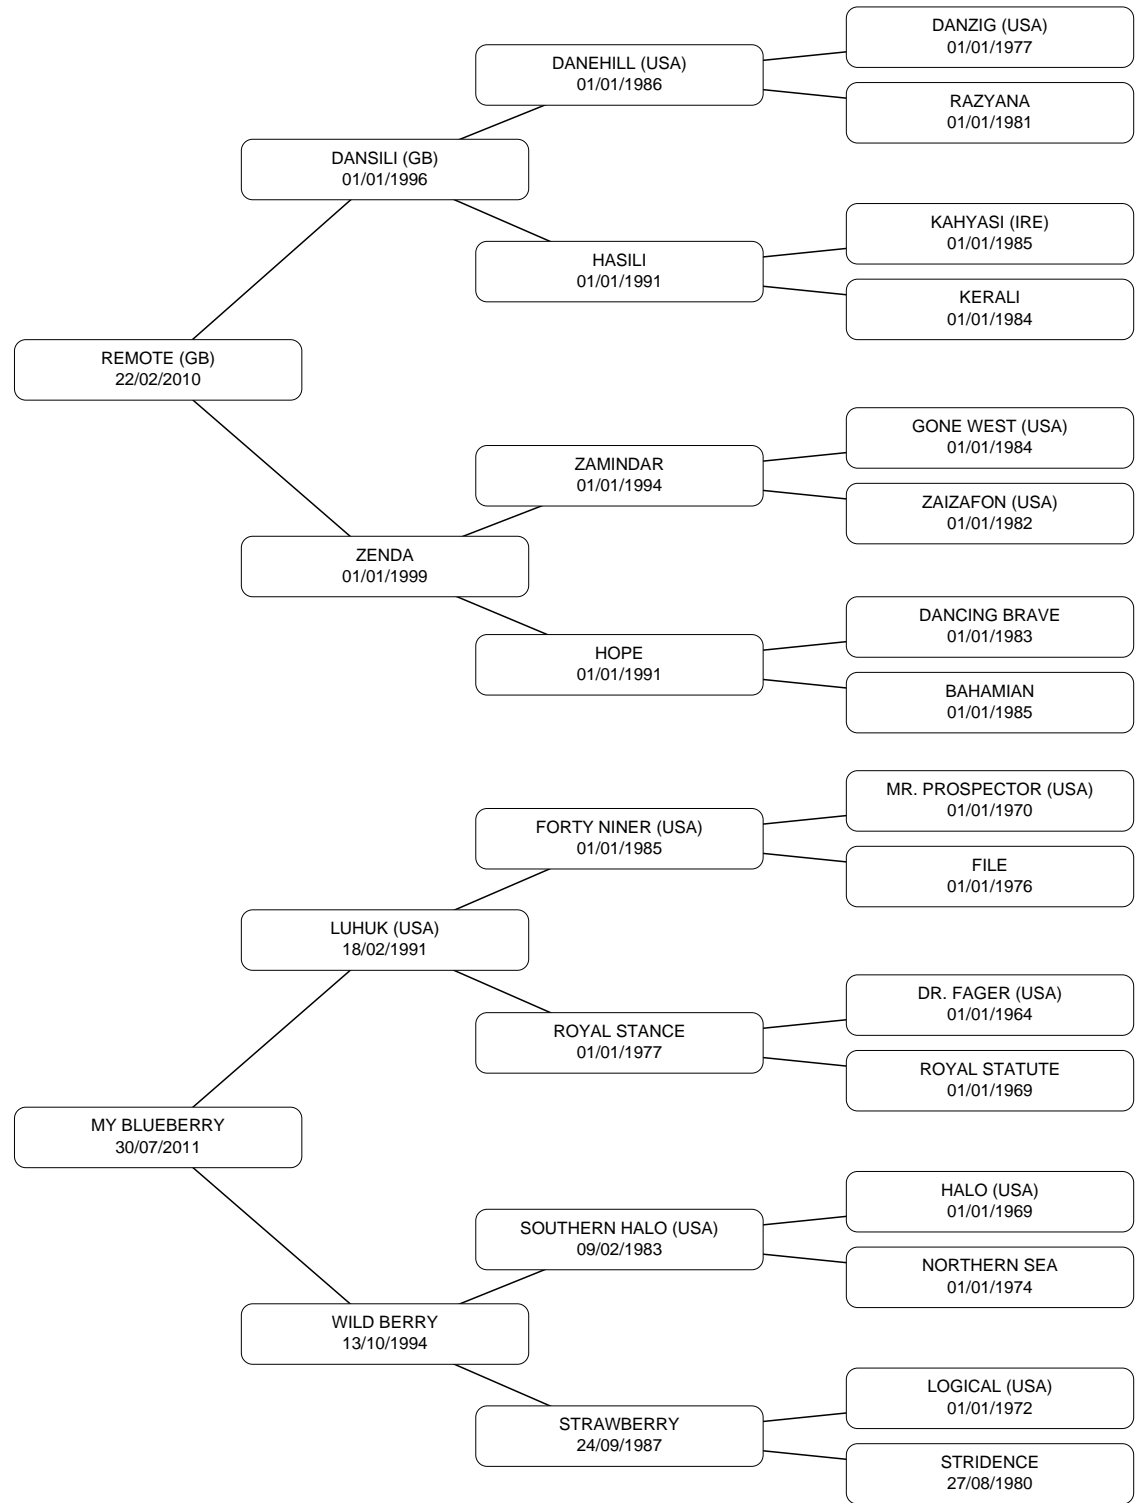 DANZIG (USA)
01/01/1977
DANEHILL (USA)
01/01/1986
RAZYANA
01/01/1981
DANSILI (GB)
01/01/1996
KAHYASI (IRE)
01/01/1985
HASILI
01/01/1991
KERALI
01/01/1984
REMOTE (GB)
22/02/2010
GONE WEST (USA)
01/01/1984
ZAMINDAR
01/01/1994
ZAIZAFON (USA)
01/01/1982
ZENDA
01/01/1999
DANCING BRAVE
01/01/1983
HOPE
01/01/1991
BAHAMIAN
01/01/1985
MR. PROSPECTOR (USA)
01/01/1970
FORTY NINER (USA)
01/01/1985
FILE
01/01/1976
LUHUK (USA)
18/02/1991
DR. FAGER (USA)
01/01/1964
ROYAL STANCE
01/01/1977
ROYAL STATUTE
01/01/1969
MY BLUEBERRY
30/07/2011
HALO (USA)
01/01/1969
SOUTHERN HALO (USA)
09/02/1983
NORTHERN SEA
01/01/1974
WILD BERRY
13/10/1994
LOGICAL (USA)
01/01/1972
STRAWBERRY
24/09/1987
STRIDENCE
27/08/1980